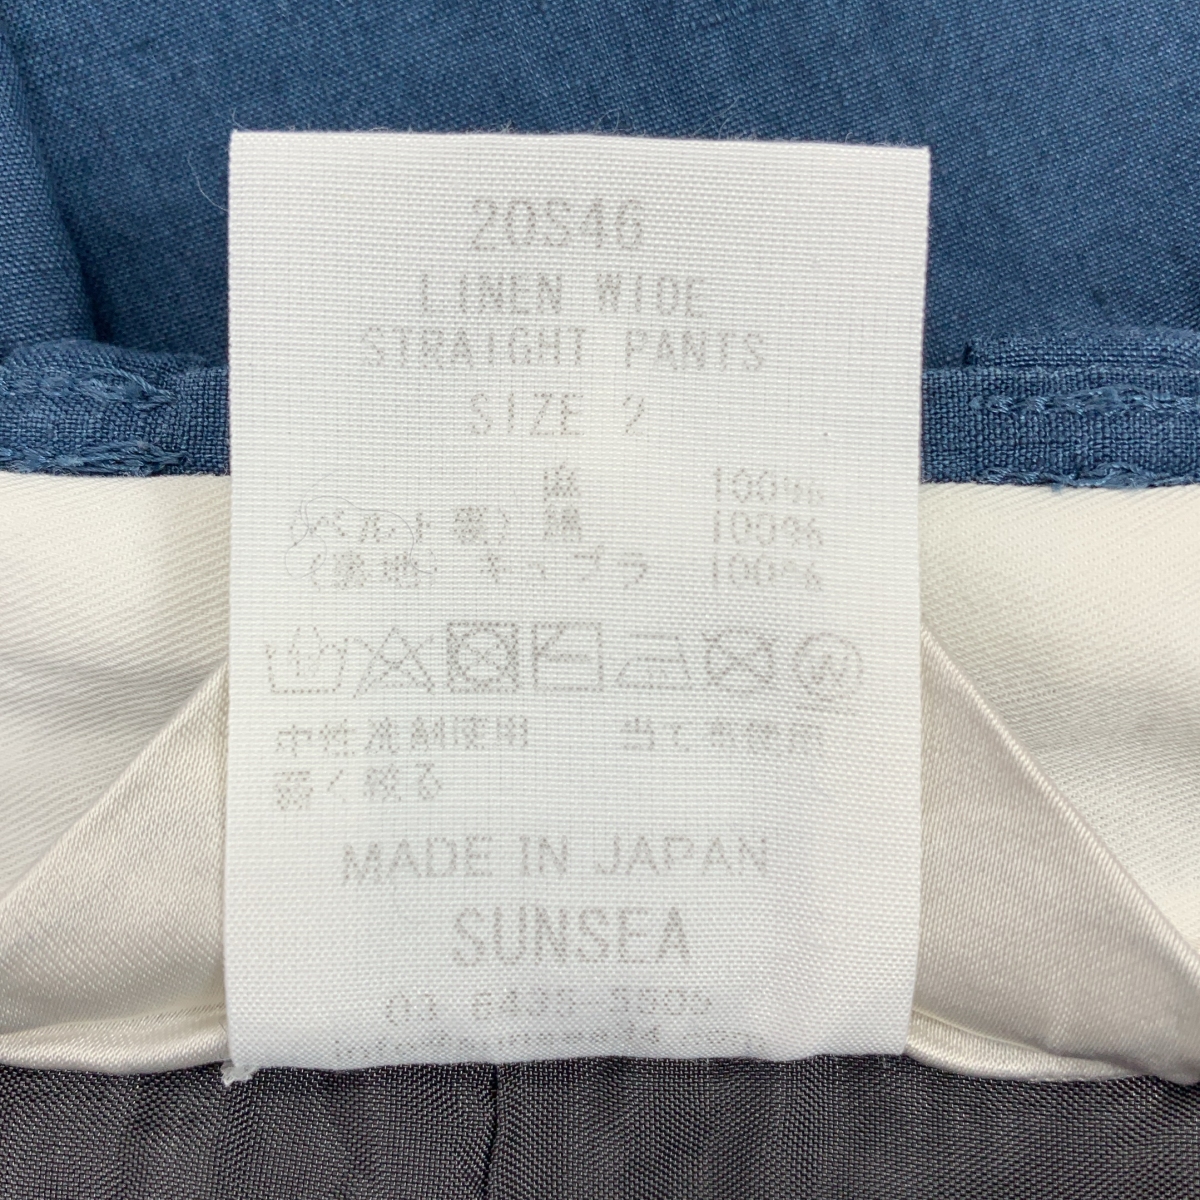 20S46
LINEN WIDE
STRAIGHT PANTS
SIZE 2
麻 100%
(ベルト裏) 綿 100%
(裏地) キュプラ 100%
W
中性洗剤使用 当て布使用
弱く絞る
MADE IN JAPAN
SUNSEA